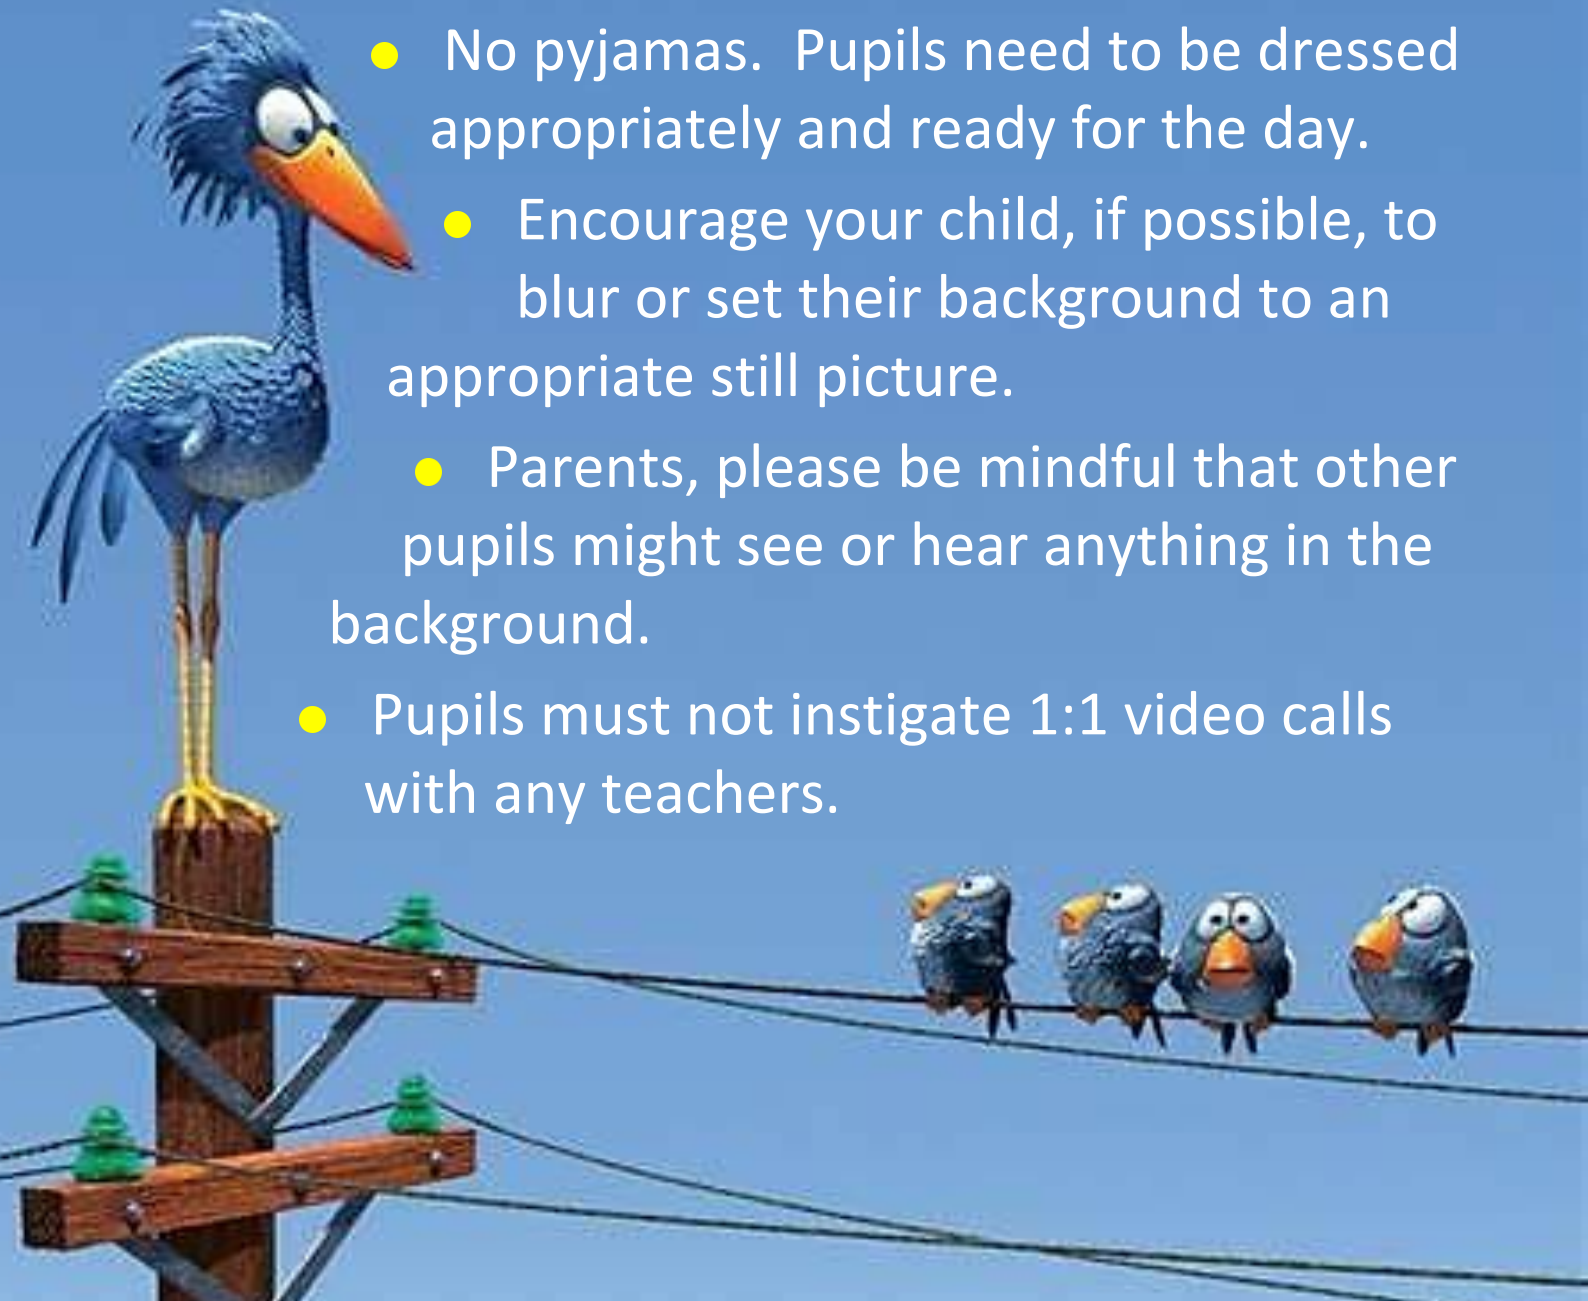 • No pyjamas.  Pupils need to be dressed
appropriately and ready for the day.
• Encourage your child, if possible, to
blur or set their background to an
appropriate still picture.
• Parents, please be mindful that other
pupils might see or hear anything in the
background.
• Pupils must not instigate 1:1 video calls
with any teachers.